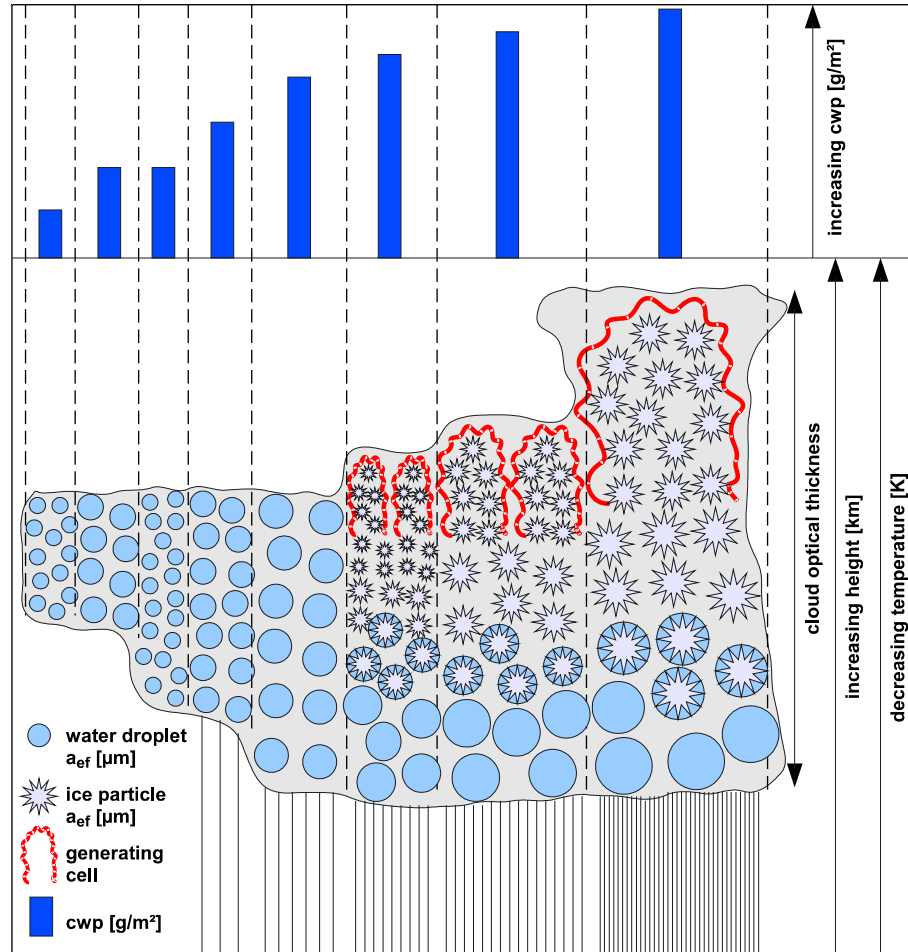 increasing cwp [g/m²]
cloud optical thickness
increasing height [km]
decreasing temperature [K]
water droplet
a_ef [µm]
ice particle
a_ef [µm]
generating
cell
cwp [g/m²]